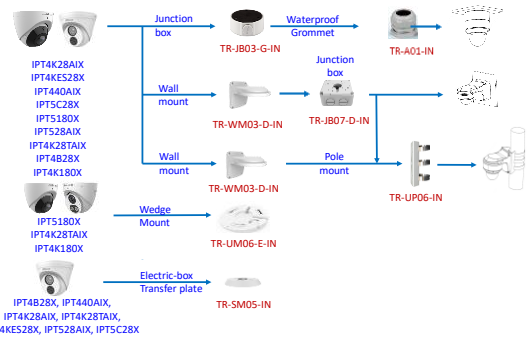 Junction
box
Waterproof
Grommet
TR-JB03-G-IN
TR-A01-IN
IPT4K28AIX
IPT4KES28X
IPT440AIX
IPT5C28X
IPT5180X
IPT528AIX
IPT4K28TAIX
IPT4B28X
IPT4K180X
Wall
mount
Junction
box
TR-WM03-D-IN
TR-JB07-D-IN
Wall
mount
Pole
mount
TR-WM03-D-IN
TR-UP06-IN
IPT5180X
IPT4K28TAIX
IPT4K180X
Wedge
Mount
TR-UM06-E-IN
Electric-box
Transfer plate
TR-SM05-IN
IPT4B28X, IPT440AIX,
IPT4K28AIX, IPT4K28TAIX,
4KES28X, IPT528AIX, IPT5C28X